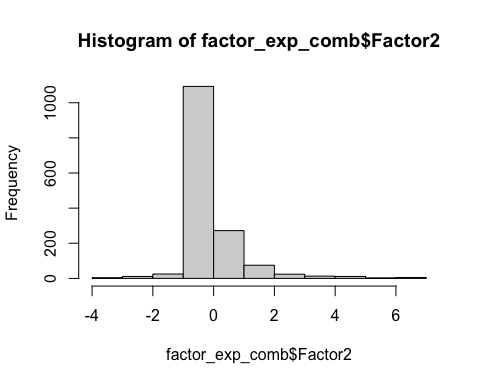 Histogram of factor_exp_comb$Factor2
Frequency
1000
600
200
0
-4 -2 0 2 4 6
factor_exp_comb$Factor2